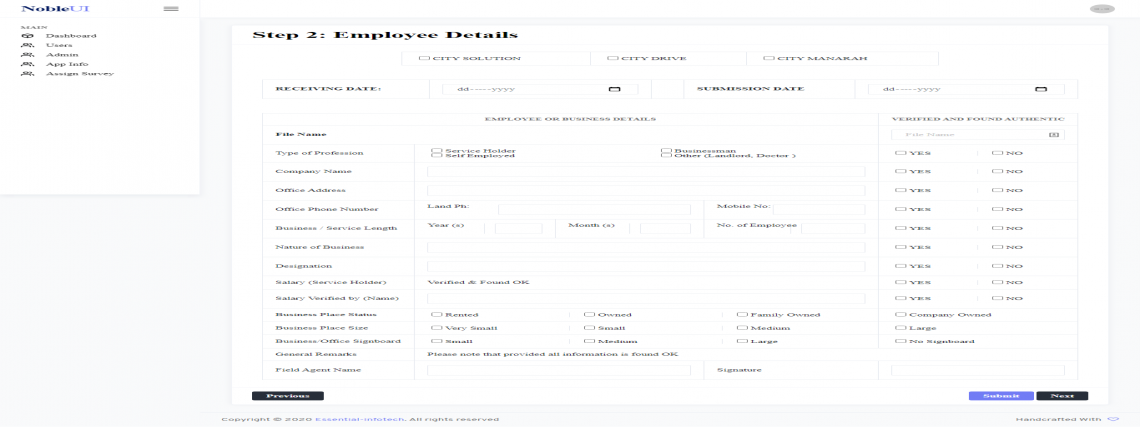 NobleUI
MAIN
Dashboard
Users
Admin
App Info
Assign Survey
Step 2: Employee Details
CITY SOLUTION CITY DRIVE CITY MANARAH
RECEIVING DATE: dd----yyyy SUBMISSION DATE dd----yyyy
EMPLOYEE OR BUSINESS DETAILS VERIFIED AND FOUND AUTHENTIC
File Name File Name
Type of Profession Service Holder Businessman YES NO
Self Employed Other (Landlord, Doctor )
Company Name YES NO
Office Address YES NO
Office Phone Number Land Ph: Mobile No: YES NO
Business / Service Length Year (s) Month (s) No. of Employee YES NO
Nature of Business YES NO
Designation YES NO
Salary (Service Holder) Verified & Found OK YES NO
Salary Verified by (Name) YES NO
Business Place Status Rented Owned Family Owned Company Owned
Business Place Size Very Small Small Medium Large
Business/Office Signboard Small Medium Large No Signboard
General Remarks Please note that provided all information is found OK
Field Agent Name Signature
Previous Submit Next
Copyright © 2020 Essential-infotech. All rights reserved Handcrafted With